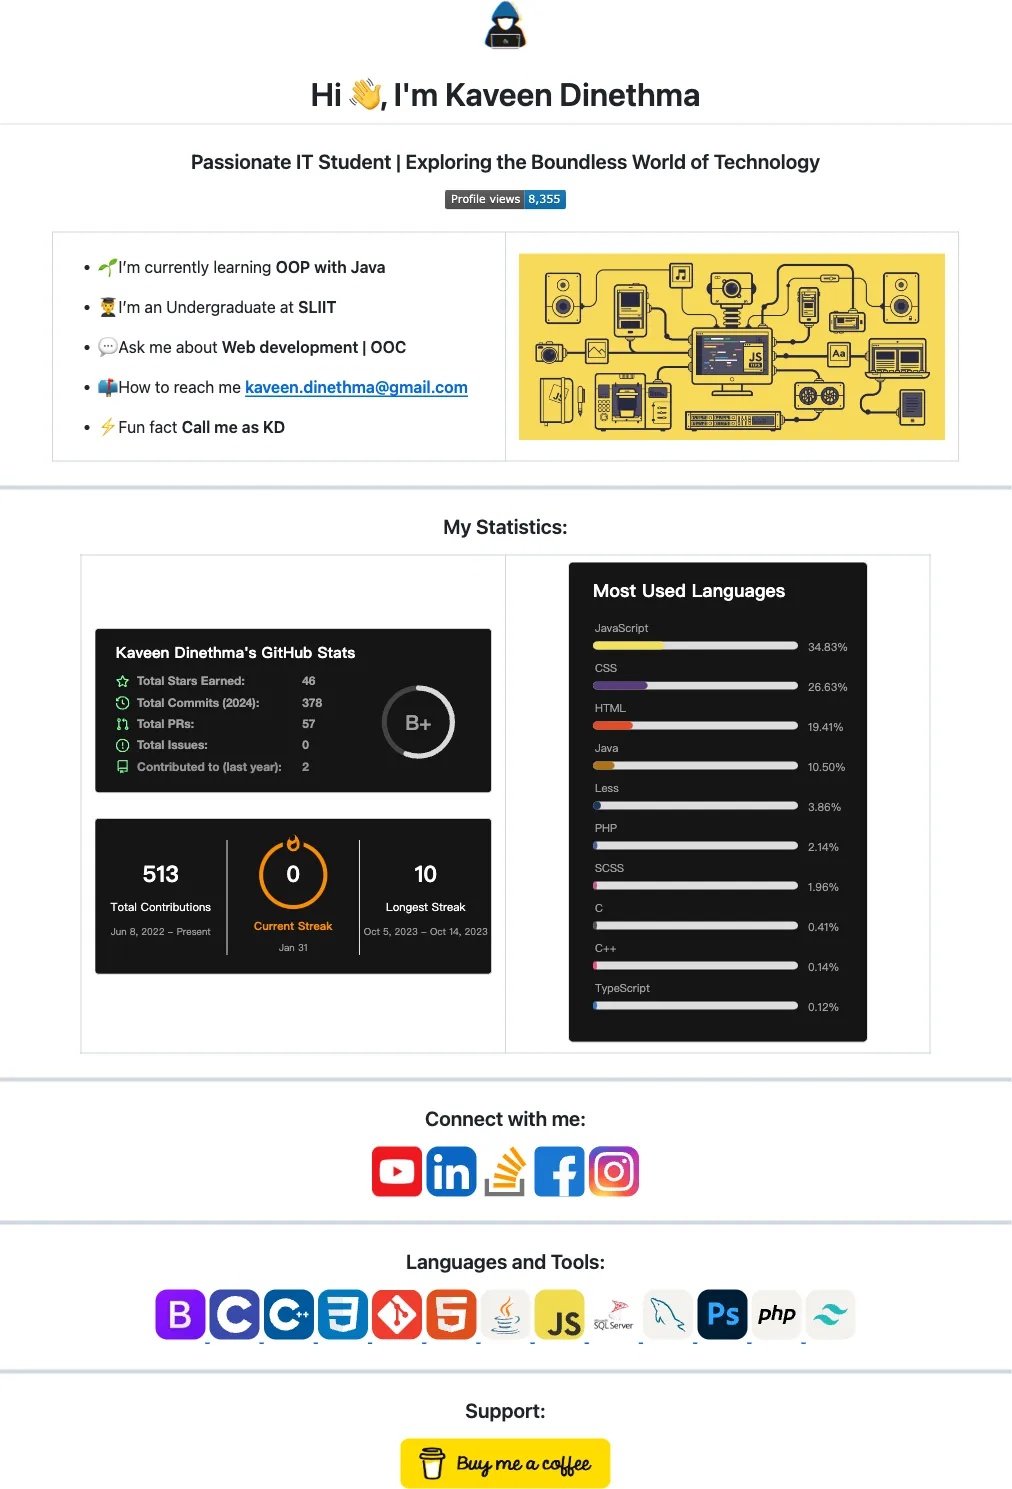 Hi 👋, I'm Kaveen Dinethma
Passionate IT Student | Exploring the Boundless World of Technology
Profile views 8,355
• 🌱I'm currently learning OOP with Java
• 👨‍🎓I'm an Undergraduate at SLIIT
• 💬Ask me about Web development | OOC
• 📫How to reach me kaveen.dinethma@gmail.com
• ⚡Fun fact Call me as KD
JS
Aa
JS
My Statistics:
Kaveen Dinethma's GitHub Stats
Total Stars Earned: 46
Total Commits (2024): 378
Total PRs: 57
Total Issues: 0
Contributed to (last year): 2
B+
513
Total Contributions
Jun 8, 2022 – Present
0
Current Streak
Jan 31
10
Longest Streak
Oct 5, 2023 – Oct 14, 2023
Most Used Languages
JavaScript
34.83%
CSS
26.63%
HTML
19.41%
Java
10.50%
Less
3.86%
PHP
2.14%
SCSS
1.96%
C
0.41%
C++
0.14%
TypeScript
0.12%
Connect with me:
in
f
Languages and Tools:
B C C++ 3 5 JS SQL Server Ps php
Support:
Buy me a coffee